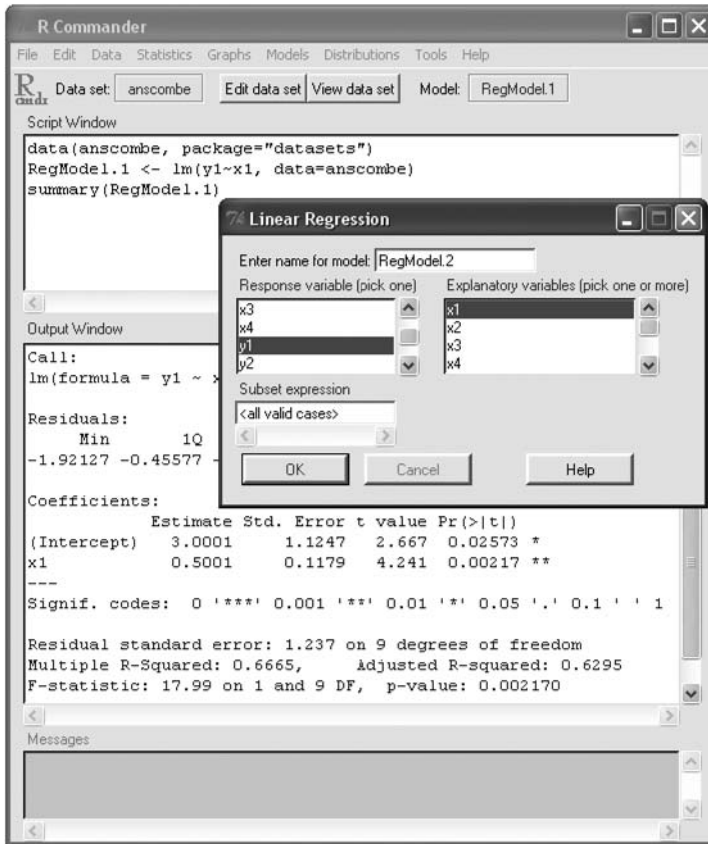 R Commander
File Edit Data Statistics Graphs Models Distributions Tools Help
R cmdr Data set: anscombe Edit data set View data set Model: RegModel.1
Script Window
data(anscombe, package="datasets")
RegModel.1 <- lm(y1~x1, data=anscombe)
summary(RegModel.1)
Linear Regression
Enter name for model: RegModel.2
Response variable (pick one) Explanatory variables (pick one or more)
x3 x1
x4 x2
y1 x3
y2 x4
Subset expression
<all valid cases>
OK Cancel Help
Output Window
Call:
lm(formula = y1 ~ x
Residuals:
Min 1Q
-1.92127 -0.45577 -
Coefficients:
Estimate Std. Error t value Pr(>|t|)
(Intercept) 3.0001 1.1247 2.667 0.02573 *
x1 0.5001 0.1179 4.241 0.00217 **
---
Signif. codes: 0 '***' 0.001 '**' 0.01 '*' 0.05 '.' 0.1 ' ' 1
Residual standard error: 1.237 on 9 degrees of freedom
Multiple R-Squared: 0.6665, Adjusted R-squared: 0.6295
F-statistic: 17.99 on 1 and 9 DF, p-value: 0.002170
Messages